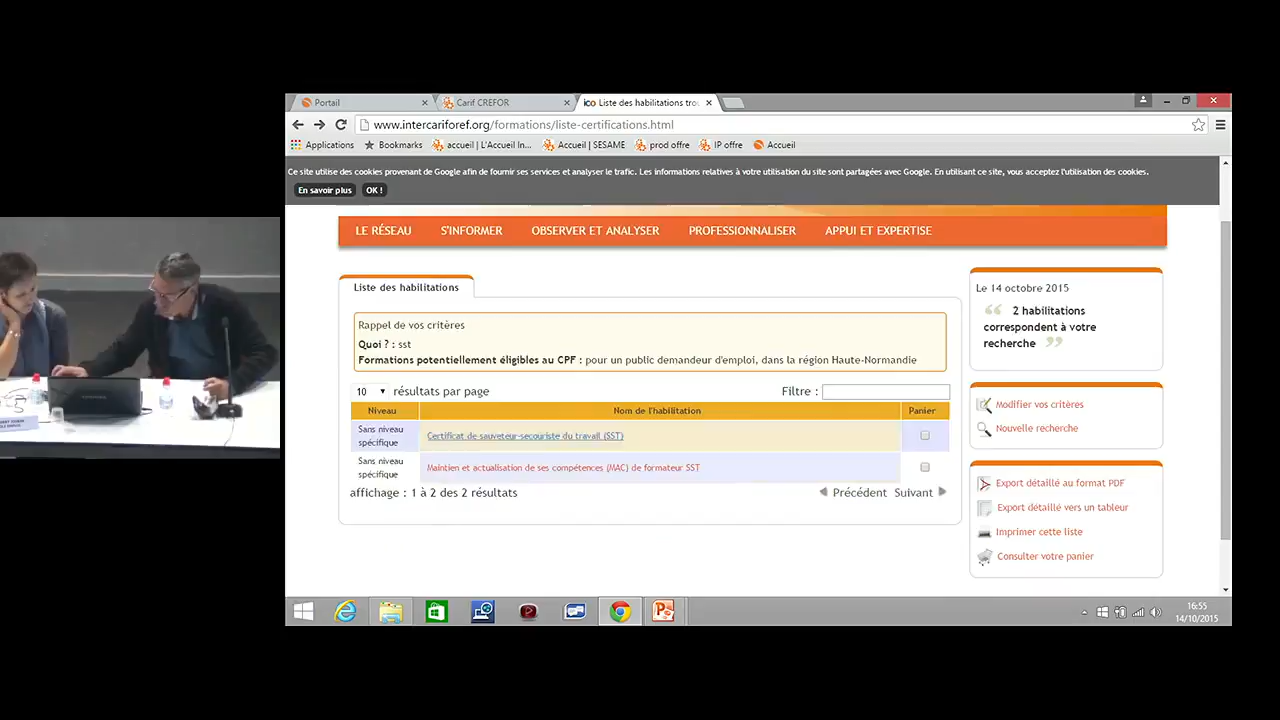 Portail
Carif CREFOR
ico Liste des habilitations tro
www.intercariforef.org/formations/liste-certifications.html
Applications Bookmarks accueil | L'Accueil In... Accueil | SESAME prod offre IP offre Accueil
Ce site utilise des cookies provenant de Google afin de fournir ses services et analyser le trafic. Les informations relatives à votre utilisation du site sont partagées avec Google. En utilisant ce site, vous acceptez l'utilisation des cookies.
En savoir plus OK !
LE RÉSEAU S'INFORMER OBSERVER ET ANALYSER PROFESSIONNALISER APPUI ET EXPERTISE
Liste des habilitations
Rappel de vos critères
Quoi ? : sst
Formations potentiellement éligibles au CPF : pour un public demandeur d'emploi, dans la région Haute-Normandie
10 résultats par page Filtre :
Niveau Nom de l'habilitation Panier
Sans niveau
spécifique
Certificat de sauveteur-secouriste du travail (SST)
Sans niveau
spécifique
Maintien et actualisation de ses compétences (MAC) de formateur SST
affichage : 1 à 2 des 2 résultats Précédent Suivant
Le 14 octobre 2015
2 habilitations
correspondent à votre
recherche
Modifier vos critères
Nouvelle recherche
Export détaillé au format PDF
Export détaillé vers un tableur
Imprimer cette liste
Consulter votre panier
16:55
14/10/2015